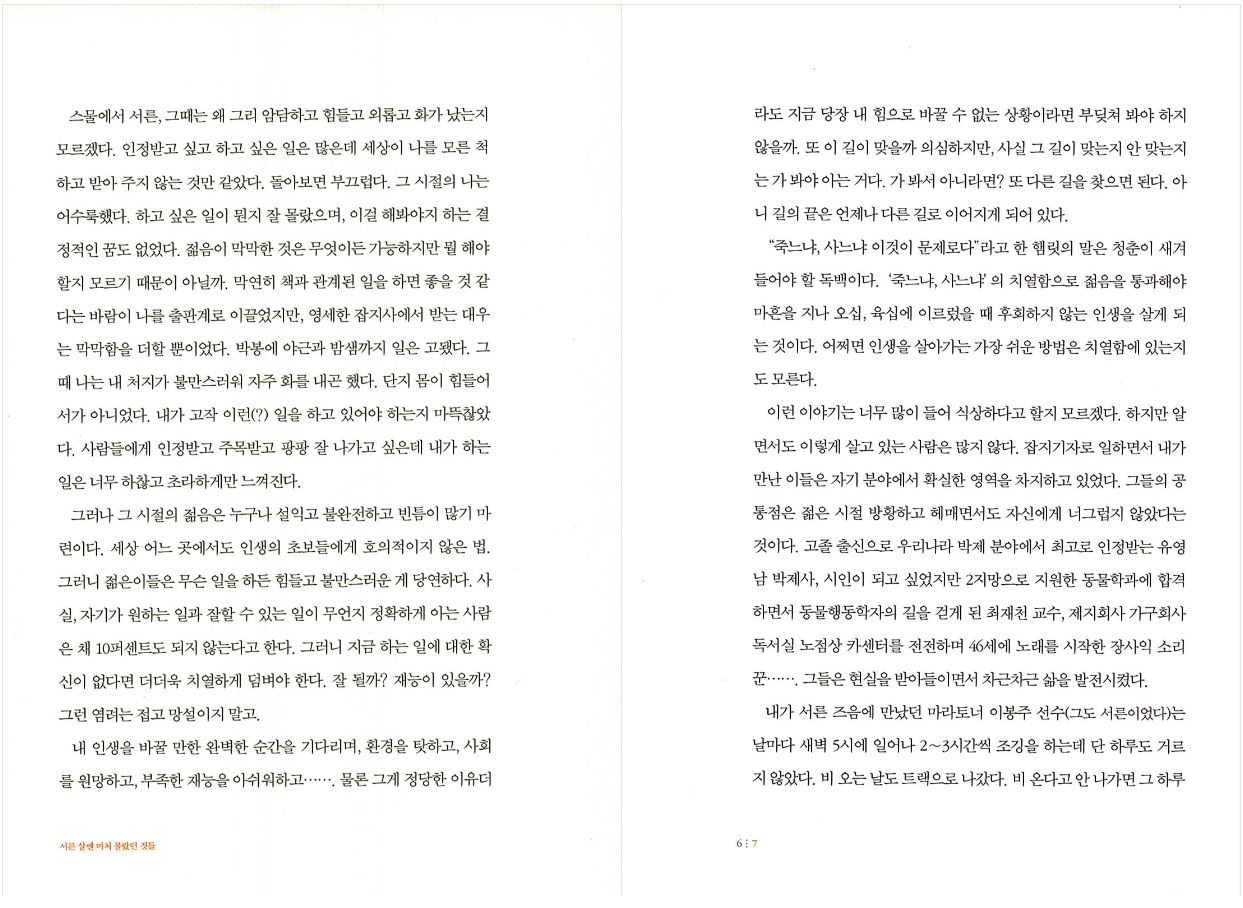 스물에서 서른, 그때는 왜 그리 암담하고 힘들고 외롭고 화가 났는지
모르겠다. 인정받고 싶고 하고 싶은 일은 많은데 세상이 나를 모른 척
하고 받아 주지 않는 것만 같았다. 돌아보면 부끄럽다. 그 시절의 나는
어수룩했다. 하고 싶은 일이 뭔지 잘 몰랐으며, 이걸 해봐야지 하는 결
정적인 꿈도 없었다. 젊음이 막막한 것은 무엇이든 가능하지만 뭘 해야
할지 모르기 때문이 아닐까. 막연히 책과 관계된 일을 하면 좋을 것 같
다는 바람이 나를 출판계로 이끌었지만, 영세한 잡지사에서 받는 대우
는 막막함을 더할 뿐이었다. 박봉에 야근과 밤샘까지 일은 고됐다. 그
때 나는 내 처지가 불만스러워 자주 화를 내곤 했다. 단지 몸이 힘들어
서가 아니었다. 내가 고작 이런(?) 일을 하고 있어야 하는지 마뜩찮았
다. 사람들에게 인정받고 주목받고 팡팡 잘 나가고 싶은데 내가 하는
일은 너무 하찮고 초라하게만 느껴진다.
그러나 그 시절의 젊음은 누구나 설익고 불완전하고 빈틈이 많기 마
련이다. 세상 어느 곳에서도 인생의 초보들에게 호의적이지 않은 법.
그러니 젊은이들은 무슨 일을 하든 힘들고 불만스러운 게 당연하다. 사
실, 자기가 원하는 일과 잘할 수 있는 일이 무언지 정확하게 아는 사람
은 채 10퍼센트도 되지 않는다고 한다. 그러니 지금 하는 일에 대한 확
신이 없다면 더더욱 치열하게 덤벼야 한다. 잘 될까? 재능이 있을까?
그런 염려는 접고 망설이지 말고.
내 인생을 바꿀 만한 완벽한 순간을 기다리며, 환경을 탓하고, 사회
를 원망하고, 부족한 재능을 아쉬워하고……. 물론 그게 정당한 이유더
서른 살엔 미처 몰랐던 것들
라도 지금 당장 내 힘으로 바꿀 수 없는 상황이라면 부딪쳐 봐야 하지
않을까. 또 이 길이 맞을까 의심하지만, 사실 그 길이 맞는지 안 맞는지
는 가 봐야 아는 거다. 가 봐서 아니라면? 또 다른 길을 찾으면 된다. 아
니 길의 끝은 언제나 다른 길로 이어지게 되어 있다.
“죽느냐, 사느냐 이것이 문제로다”라고 한 햄릿의 말은 청춘이 새겨
들어야 할 독백이다. ‘죽느냐, 사느냐’의 치열함으로 젊음을 통과해야
마흔을 지나 오십, 육십에 이르렀을 때 후회하지 않는 인생을 살게 되
는 것이다. 어쩌면 인생을 살아가는 가장 쉬운 방법은 치열함에 있는지
도 모른다.
이런 이야기는 너무 많이 들어 식상하다고 할지 모르겠다. 하지만 알
면서도 이렇게 살고 있는 사람은 많지 않다. 잡지기자로 일하면서 내가
만난 이들은 자기 분야에서 확실한 영역을 차지하고 있었다. 그들의 공
통점은 젊은 시절 방황하고 헤매면서도 자신에게 너그럽지 않았다는
것이다. 고졸 출신으로 우리나라 박제 분야에서 최고로 인정받는 유영
남 박제사, 시인이 되고 싶었지만 2지망으로 지원한 동물학과에 합격
하면서 동물행동학자의 길을 걷게 된 최재천 교수, 제지회사 가구회사
독서실 노점상 카센터를 전전하며 46세에 노래를 시작한 장사익 소리
꾼……. 그들은 현실을 받아들이면서 차근차근 삶을 발전시켰다.
내가 서른 즈음에 만났던 마라토너 이봉주 선수(그도 서른이었다)는
날마다 새벽 5시에 일어나 2~3시간씩 조깅을 하는데 단 하루도 거르
지 않았다. 비 오는 날도 트랙으로 나갔다. 비 온다고 안 나가면 그 하루
6⋮7